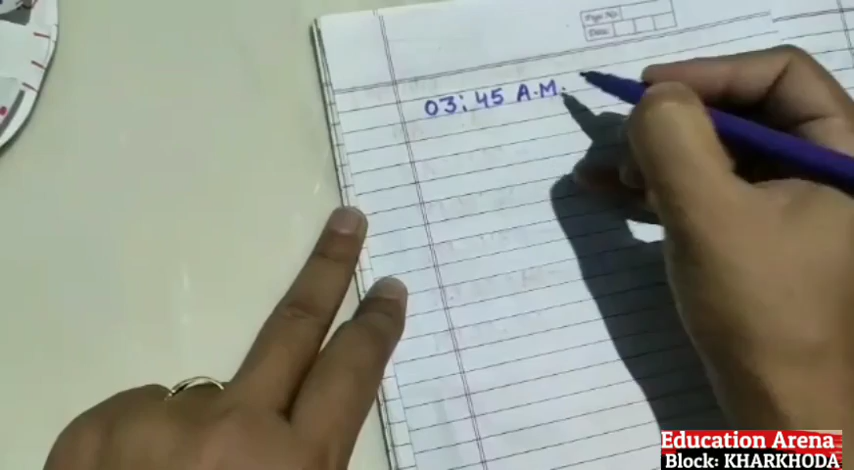 Page No.
Date:
03:45 A.M.
Education Arena
Block: KHARKHODA